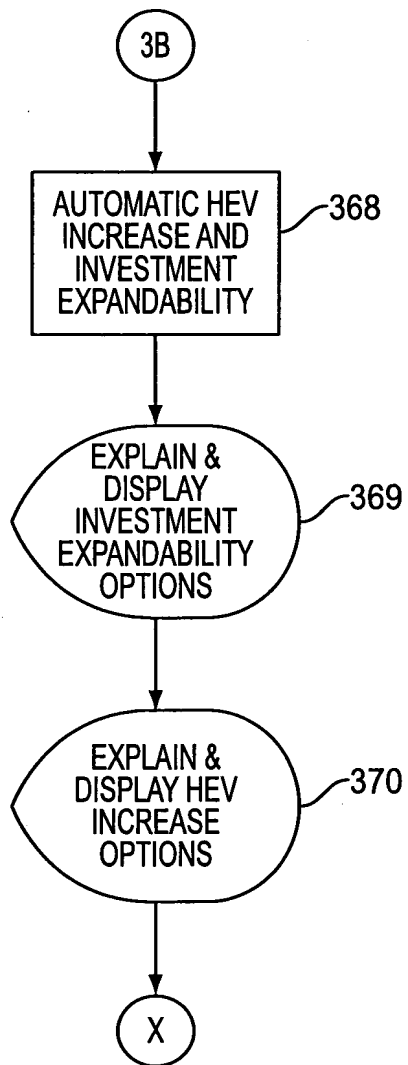 3B
AUTOMATIC HEV
INCREASE AND
INVESTMENT
EXPANDABILITY
368
EXPLAIN &
DISPLAY
INVESTMENT
EXPANDABILITY
OPTIONS
369
EXPLAIN &
DISPLAY HEV
INCREASE
OPTIONS
370
X